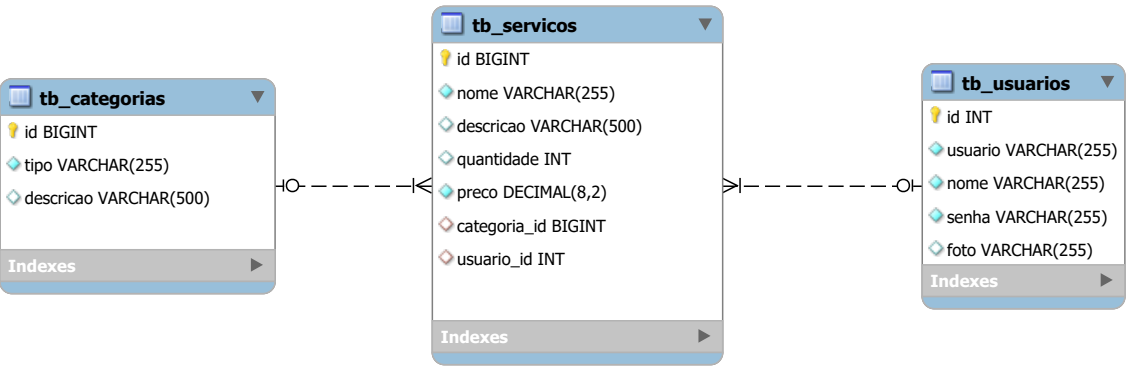 tb_categorias
id BIGINT
tipo VARCHAR(255)
descricao VARCHAR(500)
Indexes
tb_servicos
id BIGINT
nome VARCHAR(255)
descricao VARCHAR(500)
quantidade INT
preco DECIMAL(8,2)
categoria_id BIGINT
usuario_id INT
Indexes
tb_usuarios
id INT
usuario VARCHAR(255)
nome VARCHAR(255)
senha VARCHAR(255)
foto VARCHAR(255)
Indexes